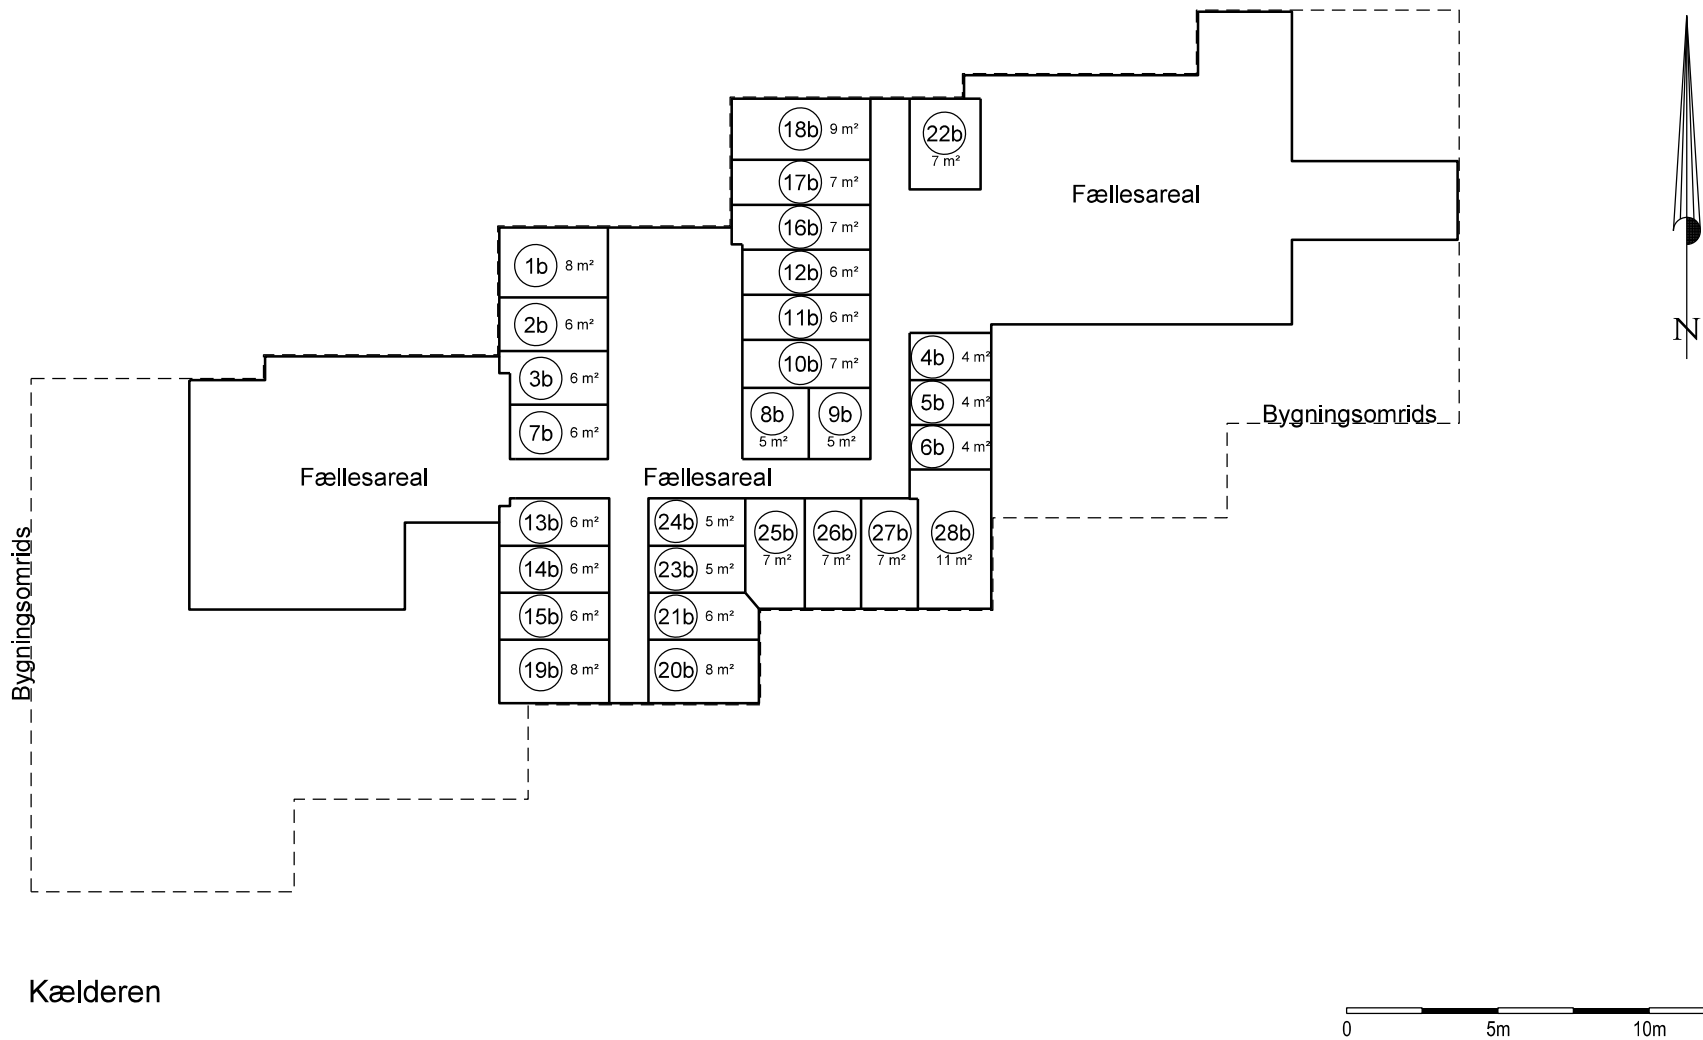 18b 9 m²
22b
7 m²
17b 7 m²
Fællesareal
16b 7 m²
1b 8 m²
12b 6 m²
2b 6 m²
11b 6 m²
N
4b 4 m²
10b 7 m²
3b 6 m²
5b 4 m²
8b
5 m²
9b
5 m²
Bygningsomrids
7b 6 m²
6b 4 m²
Fællesareal
Fællesareal
13b 6 m²
24b 5 m²
25b
7 m²
26b
7 m²
27b
7 m²
28b
11 m²
14b 6 m²
23b 5 m²
15b 6 m²
21b 6 m²
Bygningsomrids
19b 8 m²
20b 8 m²
Kælderen
0 5m 10m